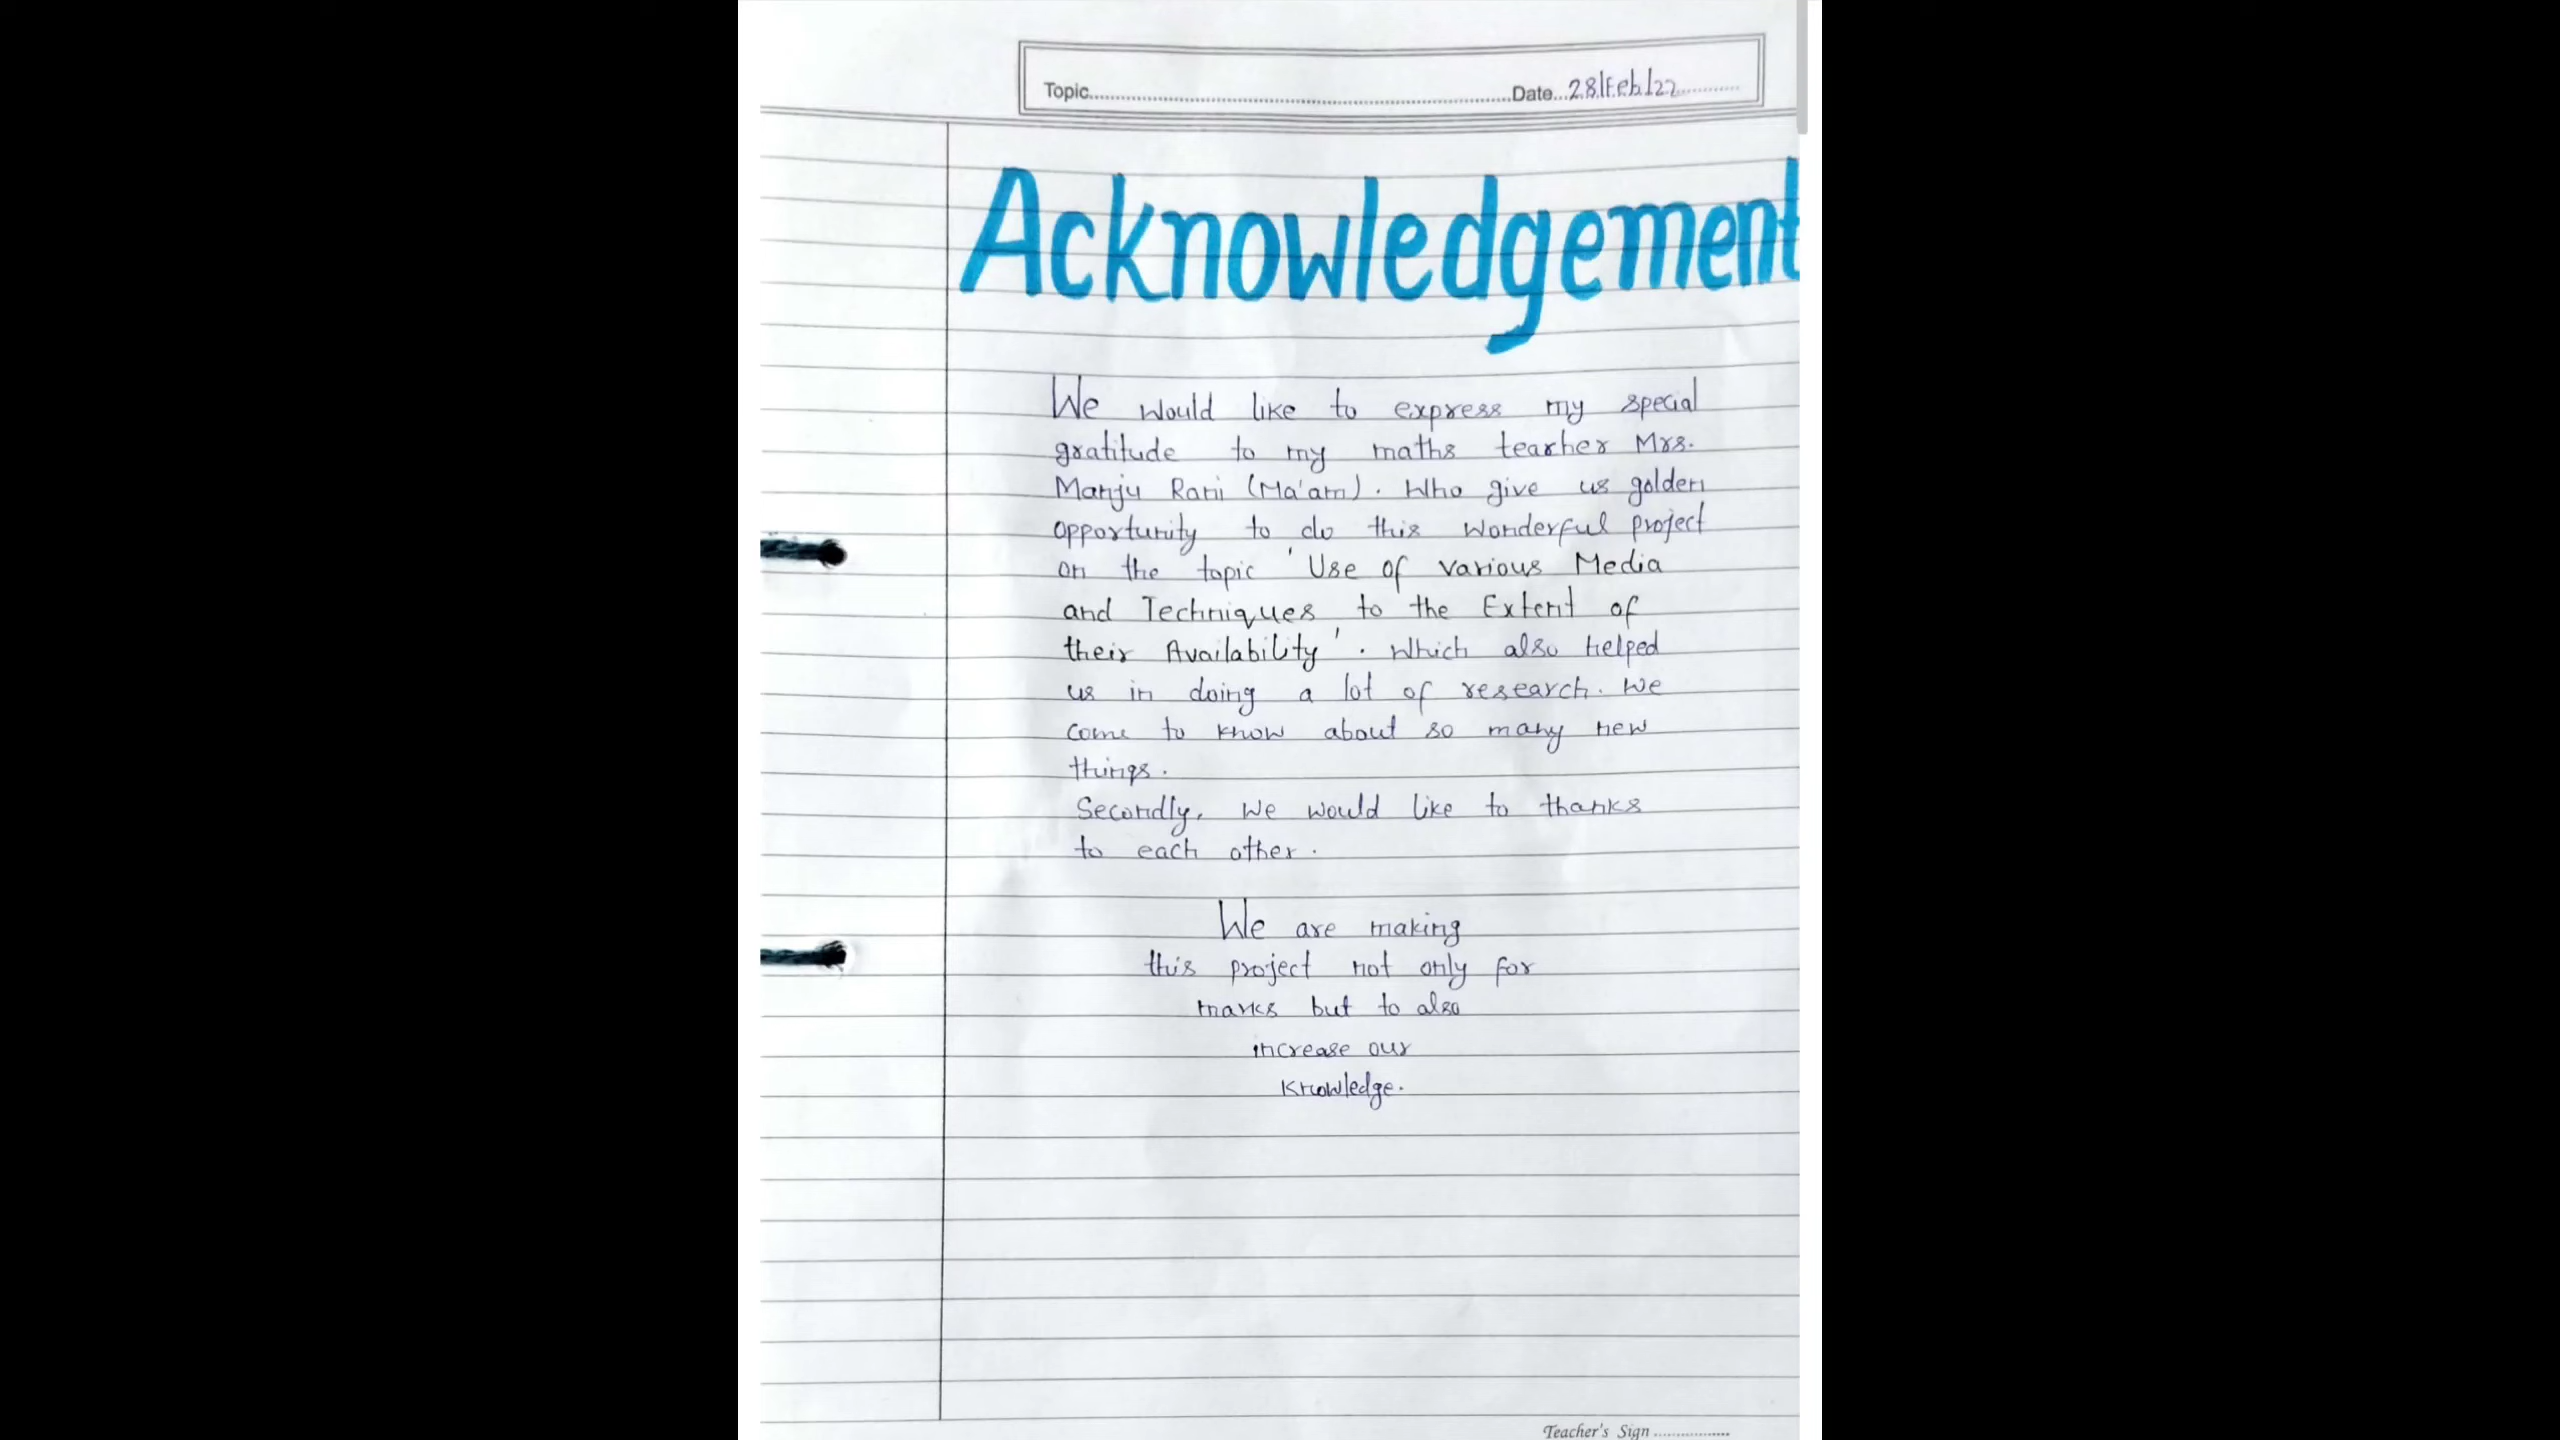 Topic..............................Date...28|Feb|22..........
Acknowledgement
We would like to express my special
gratitude to my maths teacher Mrs.
Manju Rani (Ma'am). Who give us golden
opportunity to do this wonderful project
on the topic 'Use of various Media
and Techniques to the Extent of
their Availability'. Which also helped
us in doing a lot of research. We
come to know about so many new
things.
Secondly, we would like to thanks
to each other.
We are making
this project not only for
marks but to also
increase our
knowledge.
Teacher's Sign ................